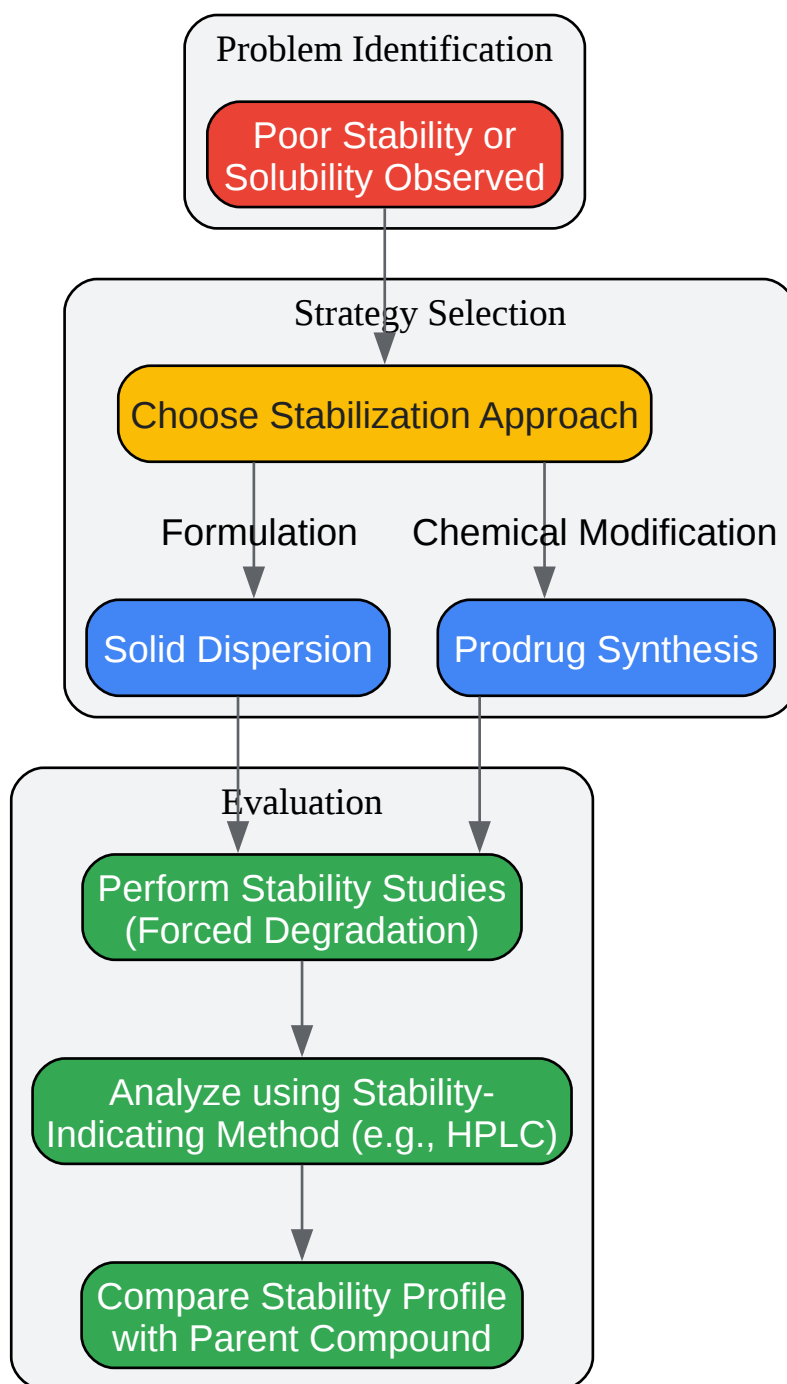 Problem Identification
Poor Stability or
Solubility Observed
Strategy Selection
Choose Stabilization Approach
Formulation
Chemical Modification
Solid Dispersion
Prodrug Synthesis
Evaluation
Perform Stability Studies
(Forced Degradation)
Analyze using Stability-
Indicating Method (e.g., HPLC)
Compare Stability Profile
with Parent Compound